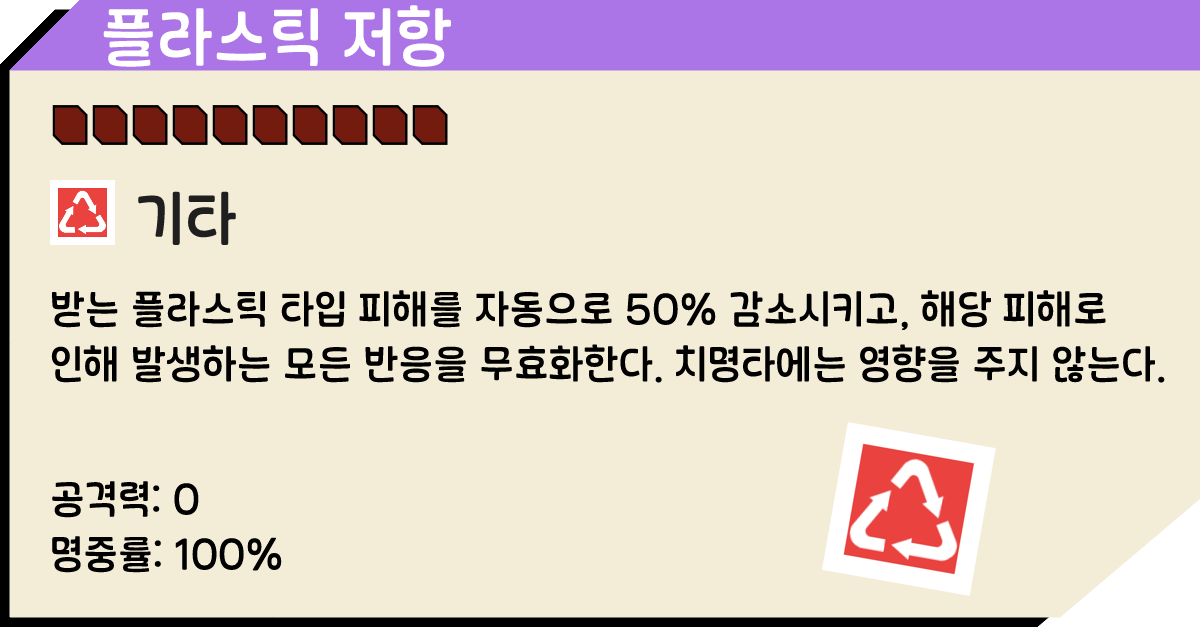 플라스틱 저항
기타
받는 플라스틱 타입 피해를 자동으로 50% 감소시키고, 해당 피해로
인해 발생하는 모든 반응을 무효화한다. 치명타에는 영향을 주지 않는다.
공격력: 0
명중률: 100%